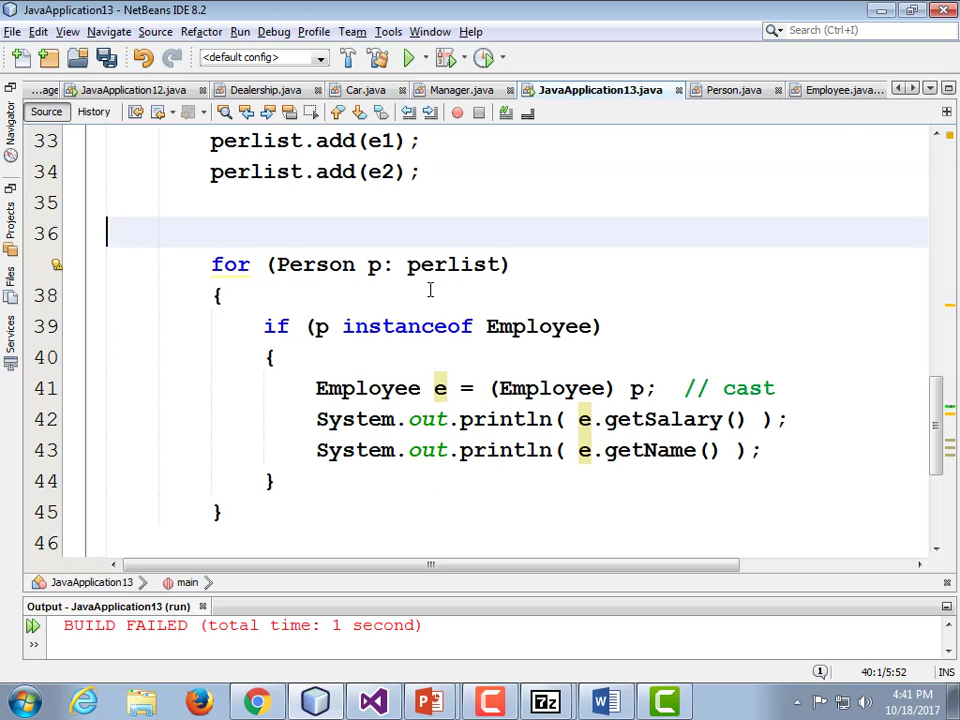 JavaApplication13 - NetBeans IDE 8.2
File Edit View Navigate Source Refactor Run Debug Profile Team Tools Window Help
Search (Ctrl+I)
<default config>
...age JavaApplication12.java Dealership.java Car.java Manager.java JavaApplication13.java Person.java Employee.java...
Source History
Navigator
Projects
Files
Services
33 perlist.add(e1);
34 perlist.add(e2);
35
36
for (Person p: perlist)
38 {
39 if (p instanceof Employee)
40 {
41 Employee e = (Employee) p; // cast
42 System.out.println( e.getSalary() );
43 System.out.println( e.getName() );
44 }
45 }
46
JavaApplication13 main
Output - JavaApplication13 (run)
BUILD FAILED (total time: 1 second)
1 40:1/5:52 INS
4:41 PM
10/18/2017